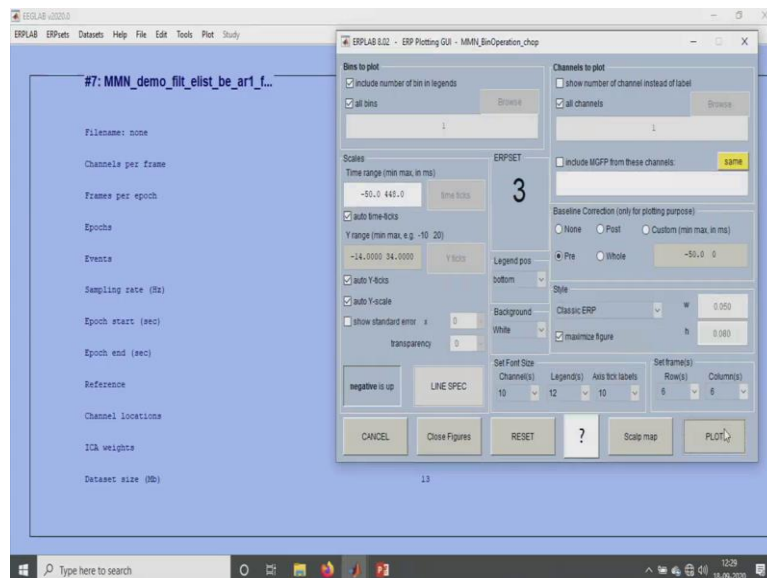 EEGLAB v2020.0
ERPLAB ERPsets Datasets Help File Edit Tools Plot Study
#7: MMN_demo_filt_elist_be_ar1_f...
Filename: none
Channels per frame
Frames per epoch
Epochs
Events
Sampling rate (Hz)
Epoch start (sec)
Epoch end (sec)
Reference
Channel locations
ICA weights
Dataset size (Mb) 13
ERPLAB 8.02 - ERP Plotting GUI - MMN_BinOperation_chop
Bins to plot
include number of bin in legends
all bins Browse
1
Channels to plot
show number of channel instead of label
all channels Browse
1
include MGFP from these channels: same
Scales
Time range (min max, in ms)
-50.0 448.0 time ticks
auto time-ticks
Y range (min max, e.g. -10 20)
-14.0000 34.0000 Y ticks
auto Y-ticks
auto Y-scale
show standard error x 0
transparency 0
negative is up LINE SPEC
ERPSET
3
Legend pos
bottom
Background
White
Baseline Correction (only for plotting purpose)
None Post Custom (min max, in ms)
Pre Whole -50.0 0
Style
Classic ERP w 0.050
maximize figure h 0.080
Set Font Size
Channel(s) Legend(s) Axis tick labels
10 12 10
Set frame(s)
Row(s) Column(s)
6 6
CANCEL Close Figures RESET ? Scalp map PLOT
Type here to search
12:29
18-09-2020